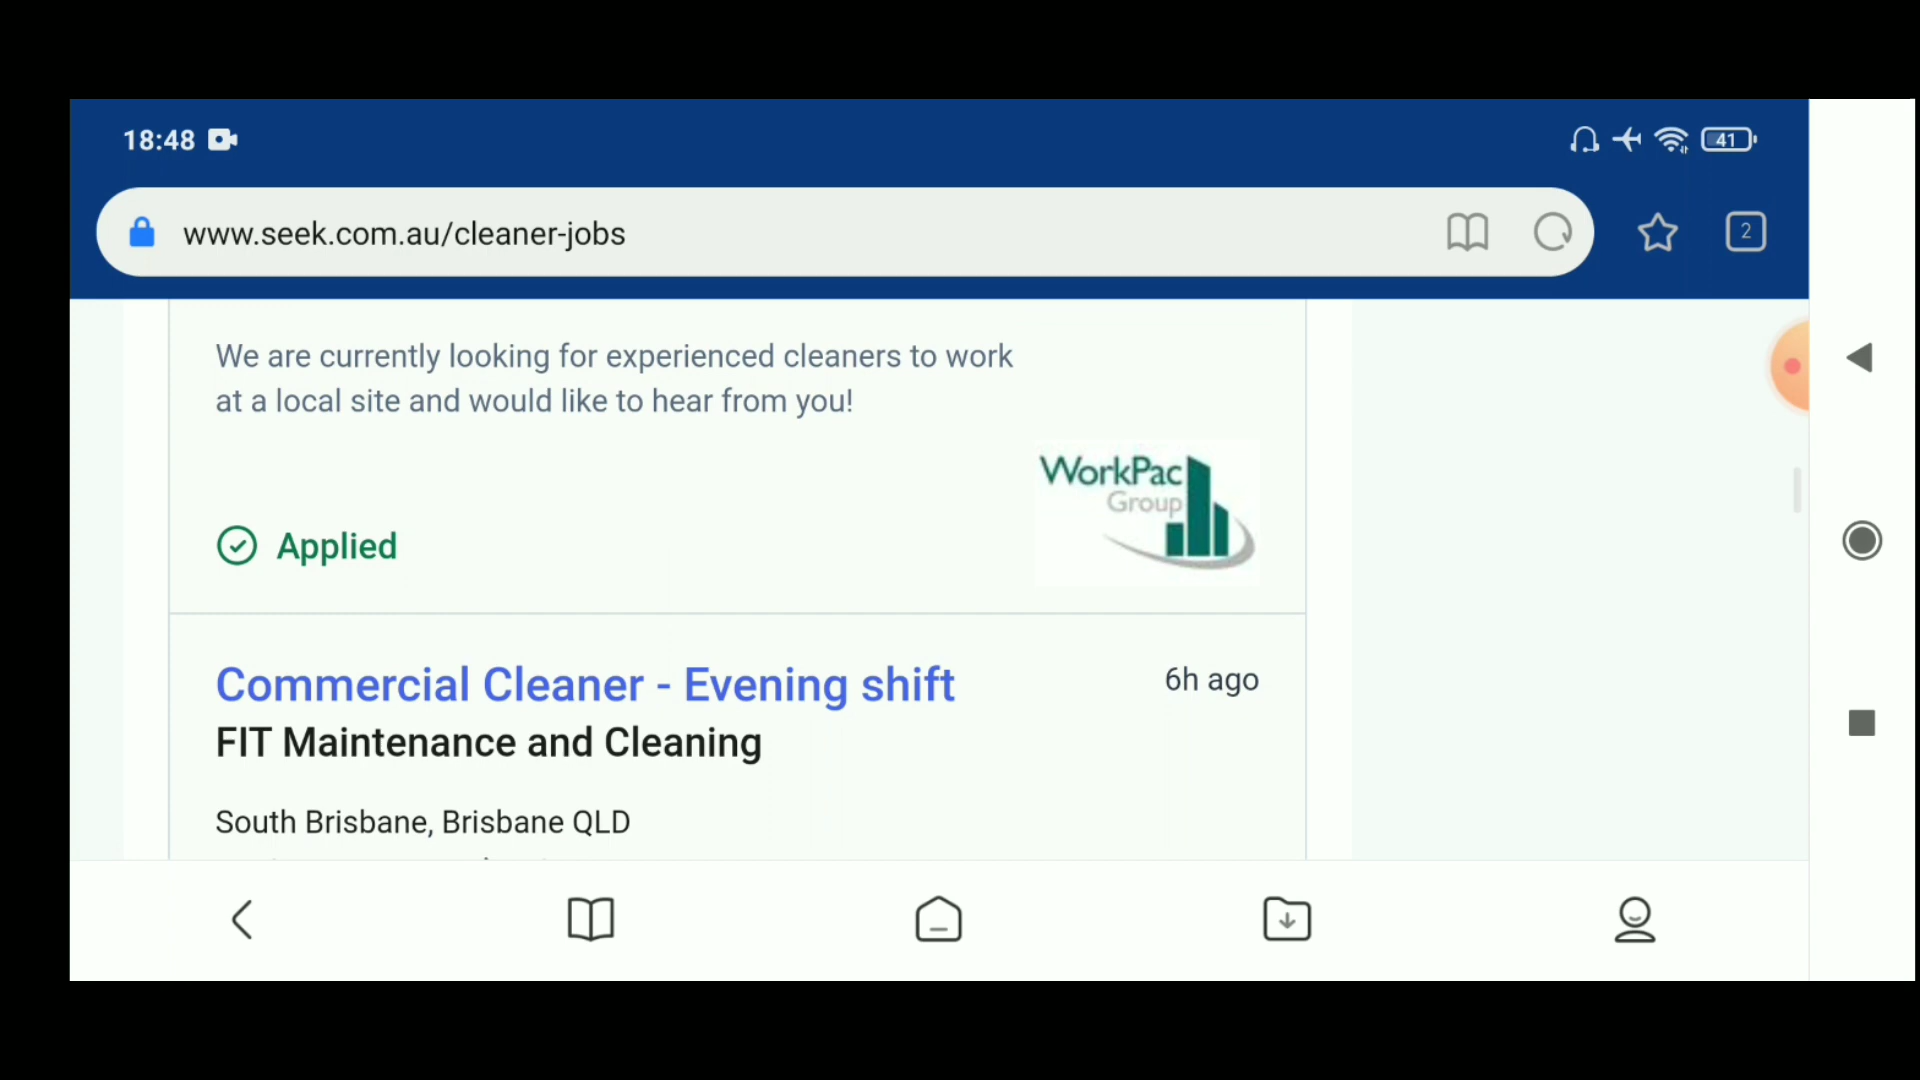 18:48
41
www.seek.com.au/cleaner-jobs
2
We are currently looking for experienced cleaners to work
at a local site and would like to hear from you!
WorkPac
Group
Applied
Commercial Cleaner - Evening shift
6h ago
FIT Maintenance and Cleaning
South Brisbane, Brisbane QLD